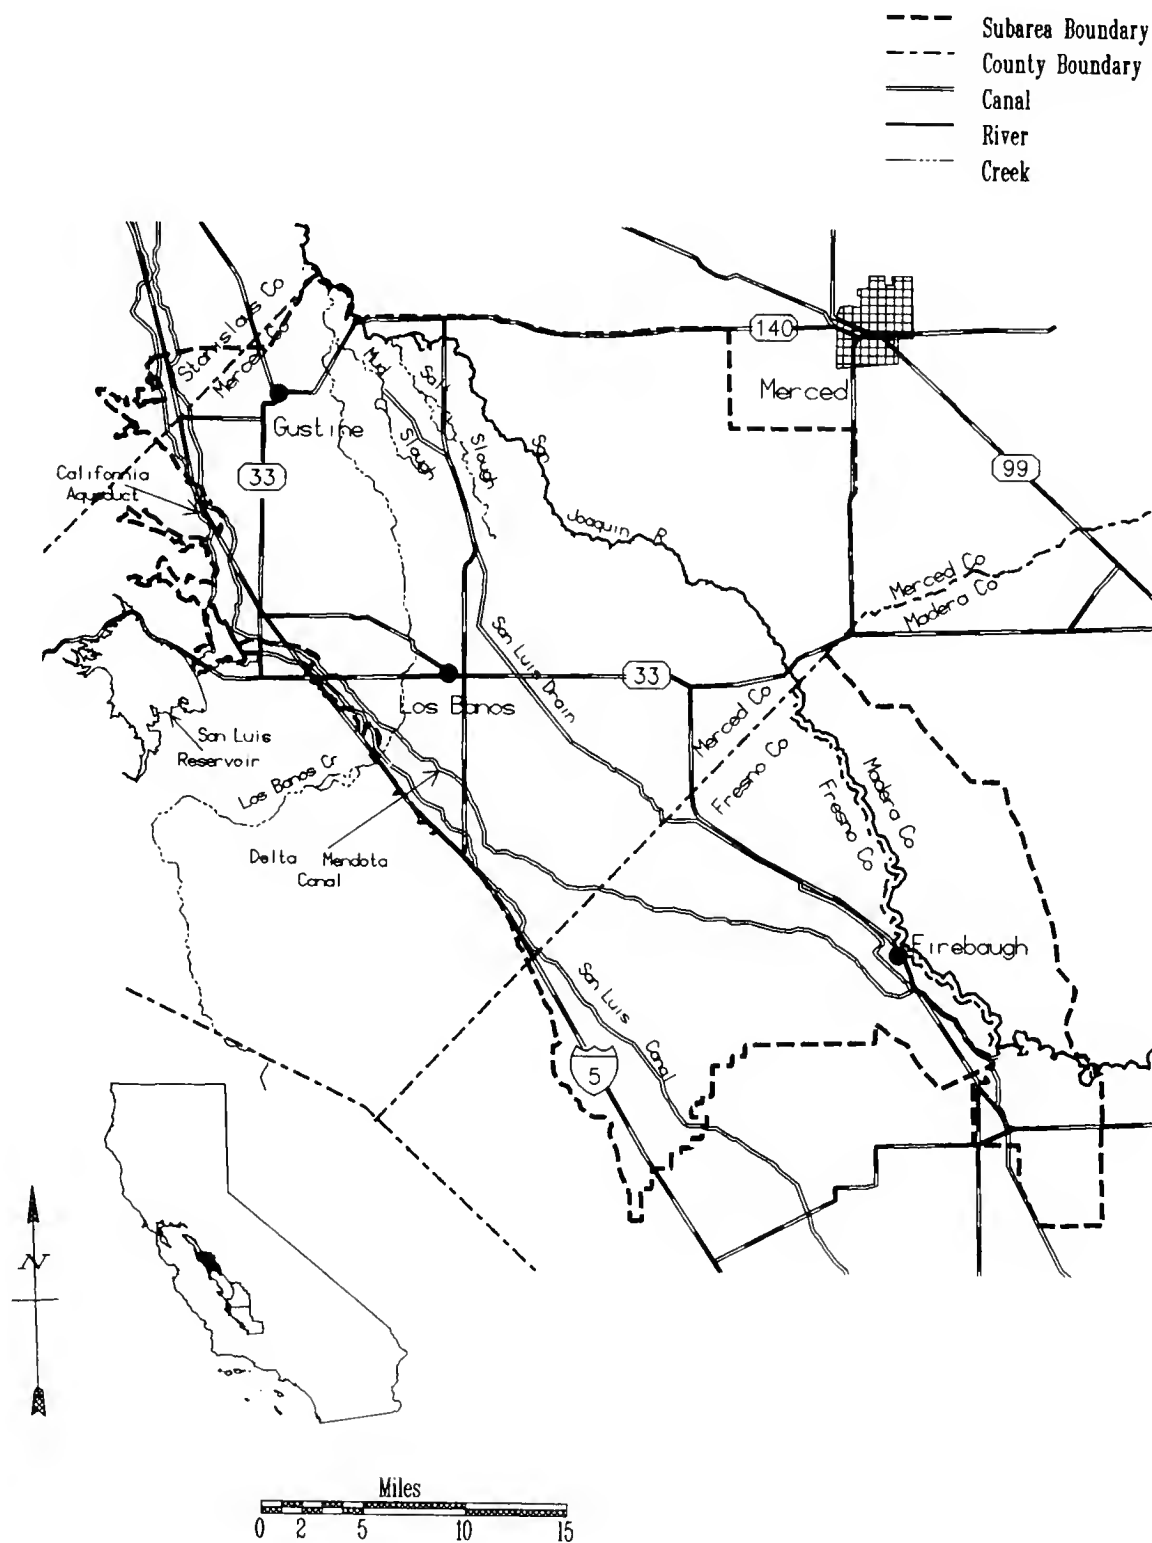 Subarea Boundary
County Boundary
Canal
River
Creek
Stanislaus Co
Merced Co
140
Merced
Mud
Slough
Salt
Slough
Gustine
33
California
Aqueduct
99
San
Joaquin R.
Merced Co
Madera Co
San Luis Drain
33
Los Banos
San Luis
Reservoir
Merced Co
Fresno Co
Madera Co
Fresno Co
Los Banos Cr
Delta Mendota
Canal
Firebaugh
San Luis
Canal
5
N
Miles
0 2 5 10 15